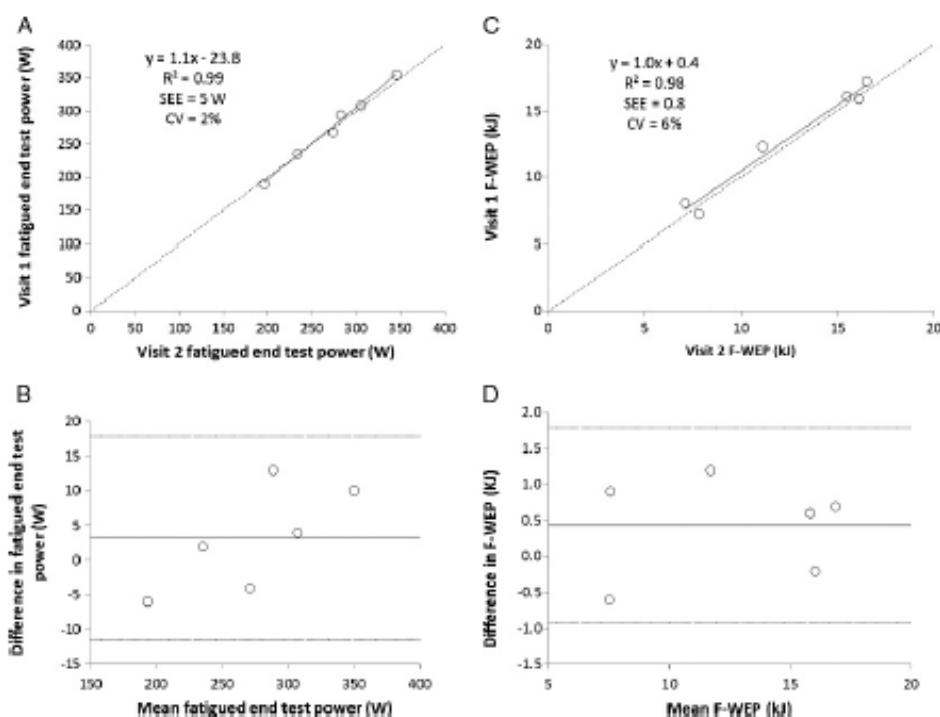 A
Visit 1 fatigued end test power (W)
400
350
300
250
200
150
100
50
0
y = 1.1x - 23.8
R² = 0.99
SEE = 5 W
CV = 2%
0 50 100 150 200 250 300 350 400
Visit 2 fatigued end test power (W)
C
Visit 1 F-WEP (kJ)
20
15
10
5
0
y = 1.0x + 0.4
R² = 0.98
SEE = 0.8
CV = 6%
0 5 10 15 20
Visit 2 F-WEP (kJ)
B
Difference in fatigued end test
power (W)
20
15
10
5
0
-5
-10
-15
150 200 250 300 350 400
Mean fatigued end test power (W)
D
Difference in F-WEP (KJ)
2.0
1.5
1.0
0.5
0.0
-0.5
-1.0
-1.5
5 10 15 20
Mean F-WEP (kJ)